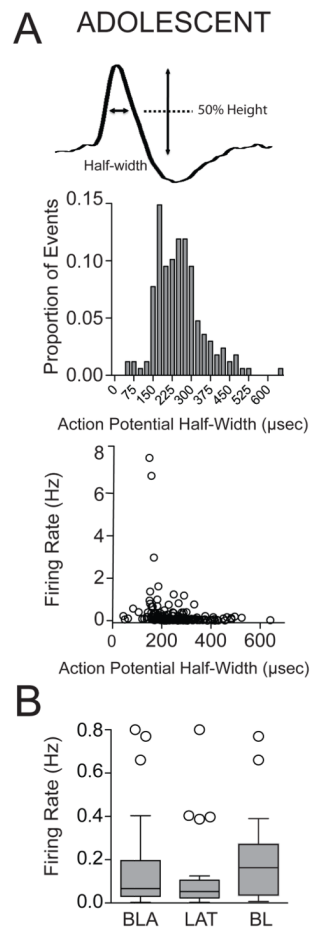 A ADOLESCENT
50% Height
Half-width
Proportion of Events
0.15
0.10
0.05
0.00
0 75 150 225 300 375 450 525 600
Action Potential Half-Width (µsec)
Firing Rate (Hz)
8
6
4
2
0
0 200 400 600
Action Potential Half-Width (µsec)
B
Firing Rate (Hz)
0.8
0.6
0.4
0.2
0.0
BLA LAT BL